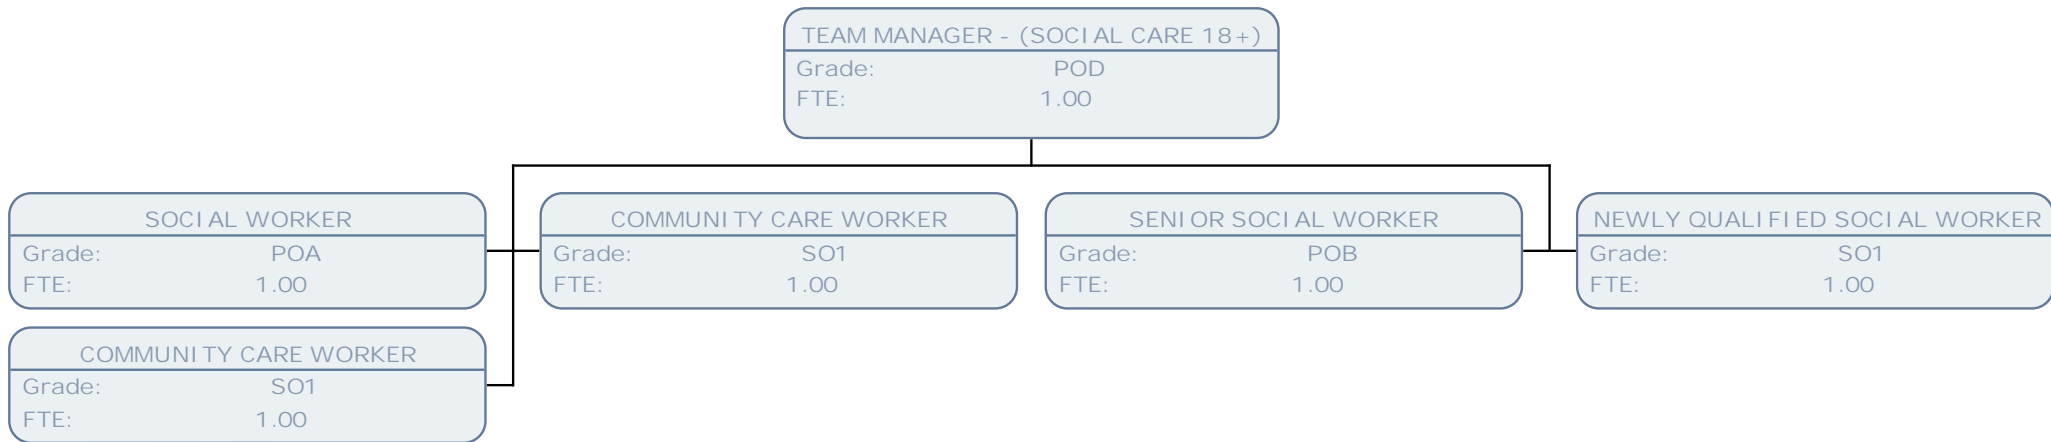 TEAM MANAGER - (SOCIAL CARE 18+)
Grade: POD
FTE: 1.00
SOCIAL WORKER
Grade: POA
FTE: 1.00
COMMUNITY CARE WORKER
Grade: SO1
FTE: 1.00
SENIOR SOCIAL WORKER
Grade: POB
FTE: 1.00
NEWLY QUALIFIED SOCIAL WORKER
Grade: SO1
FTE: 1.00
COMMUNITY CARE WORKER
Grade: SO1
FTE: 1.00